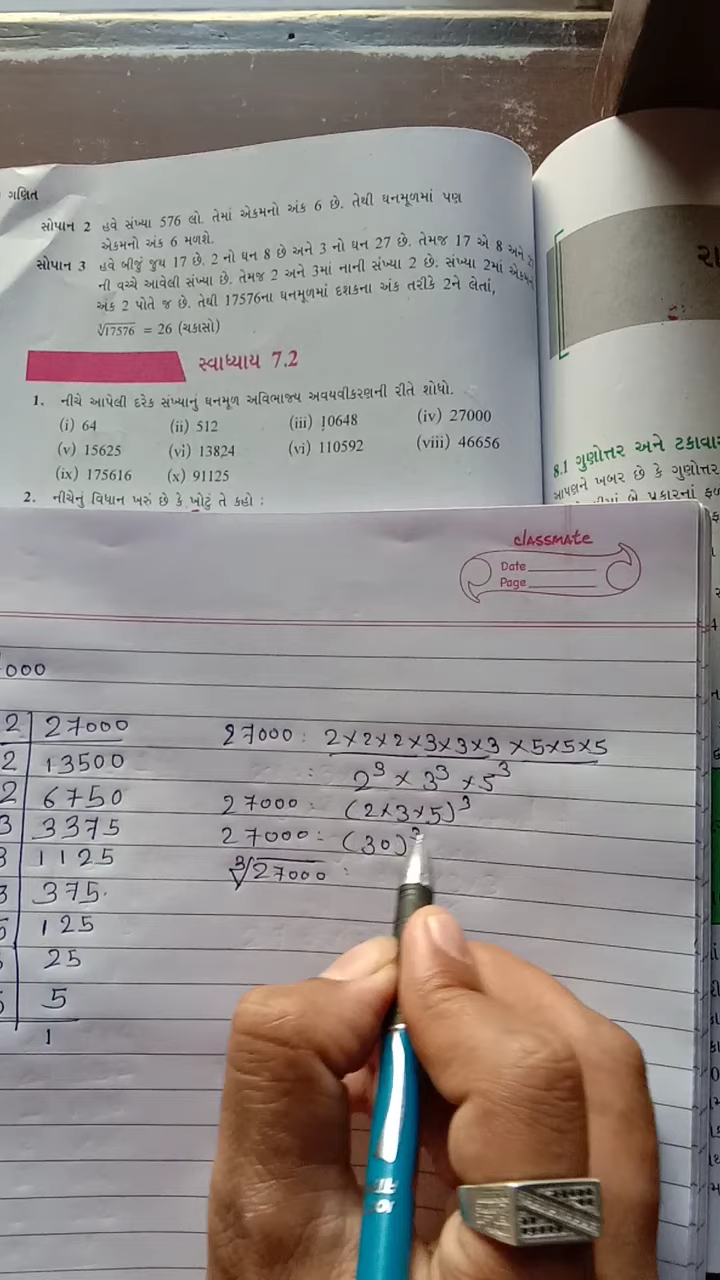 ગણિત
સોપાન 2 હવે સંખ્યા 576 લો. તેમાં એકમનો અંક 6 છે. તેથી ઘનમૂળમાં પણ
એકમનો અંક 6 મળશે.
સોપાન 3 હવે બીજું જુથ 17 છે. 2 નો ઘન 8 છે અને 3 નો ઘન 27 છે. તેમજ 17 એ 8 અને 27
ની વચ્ચે આવેલી સંખ્યા છે. તેમજ 2 અને 3માં નાની સંખ્યા 2 છે. સંખ્યા 2માં એકમનો
અંક 2 પોતે જ છે. તેથી 17576ના ઘનમૂળમાં દશકના અંક તરીકે 2ને લેતાં,
∛17576 = 26 (ચકાસો)
સ્વાધ્યાય 7.2
1. નીચે આપેલી દરેક સંખ્યાનું ઘનમૂળ અવિભાજ્ય અવયવીકરણની રીતે શોધો.
(i) 64 (ii) 512 (iii) 10648 (iv) 27000
(v) 15625 (vi) 13824 (vi) 110592 (viii) 46656
(ix) 175616 (x) 91125
2. નીચેનું વિધાન ખરું છે કે ખોટું તે કહો :
8.1 ગુણોત્તર અને ટકાવા
આપણને ખબર છે કે ગુણોત્તર
classmate
Date
Page
000
2 27000
2 13500
2 6750
3 3375
3 1125
3 375
5 125
25
5 5
1
27000 : 2×2×2×3×3×3×5×5×5
: 2³ × 3³ × 5³
27000 : (2×3×5)³
27000 : (30)³
∛27000 :